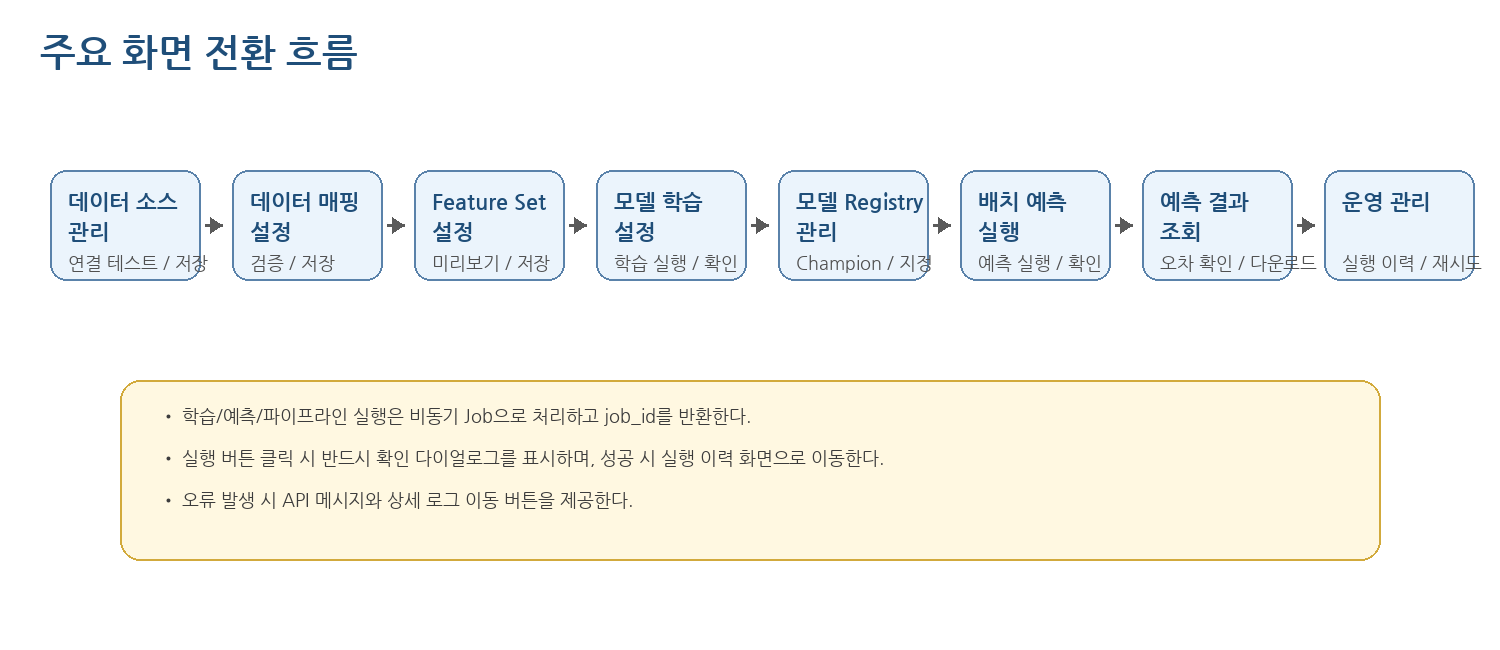 주요 화면 전환 흐름
데이터 소스
관리
연결 테스트 / 저장
데이터 매핑
설정
검증 / 저장
Feature Set
설정
미리보기 / 저장
모델 학습
설정
학습 실행 / 확인
모델 Registry
관리
Champion / 지정
배치 예측
실행
예측 실행 / 확인
예측 결과
조회
오차 확인 / 다운로드
운영 관리
실행 이력 / 재시도
• 학습/예측/파이프라인 실행은 비동기 Job으로 처리하고 job_id를 반환한다.
• 실행 버튼 클릭 시 반드시 확인 다이얼로그를 표시하며, 성공 시 실행 이력 화면으로 이동한다.
• 오류 발생 시 API 메시지와 상세 로그 이동 버튼을 제공한다.